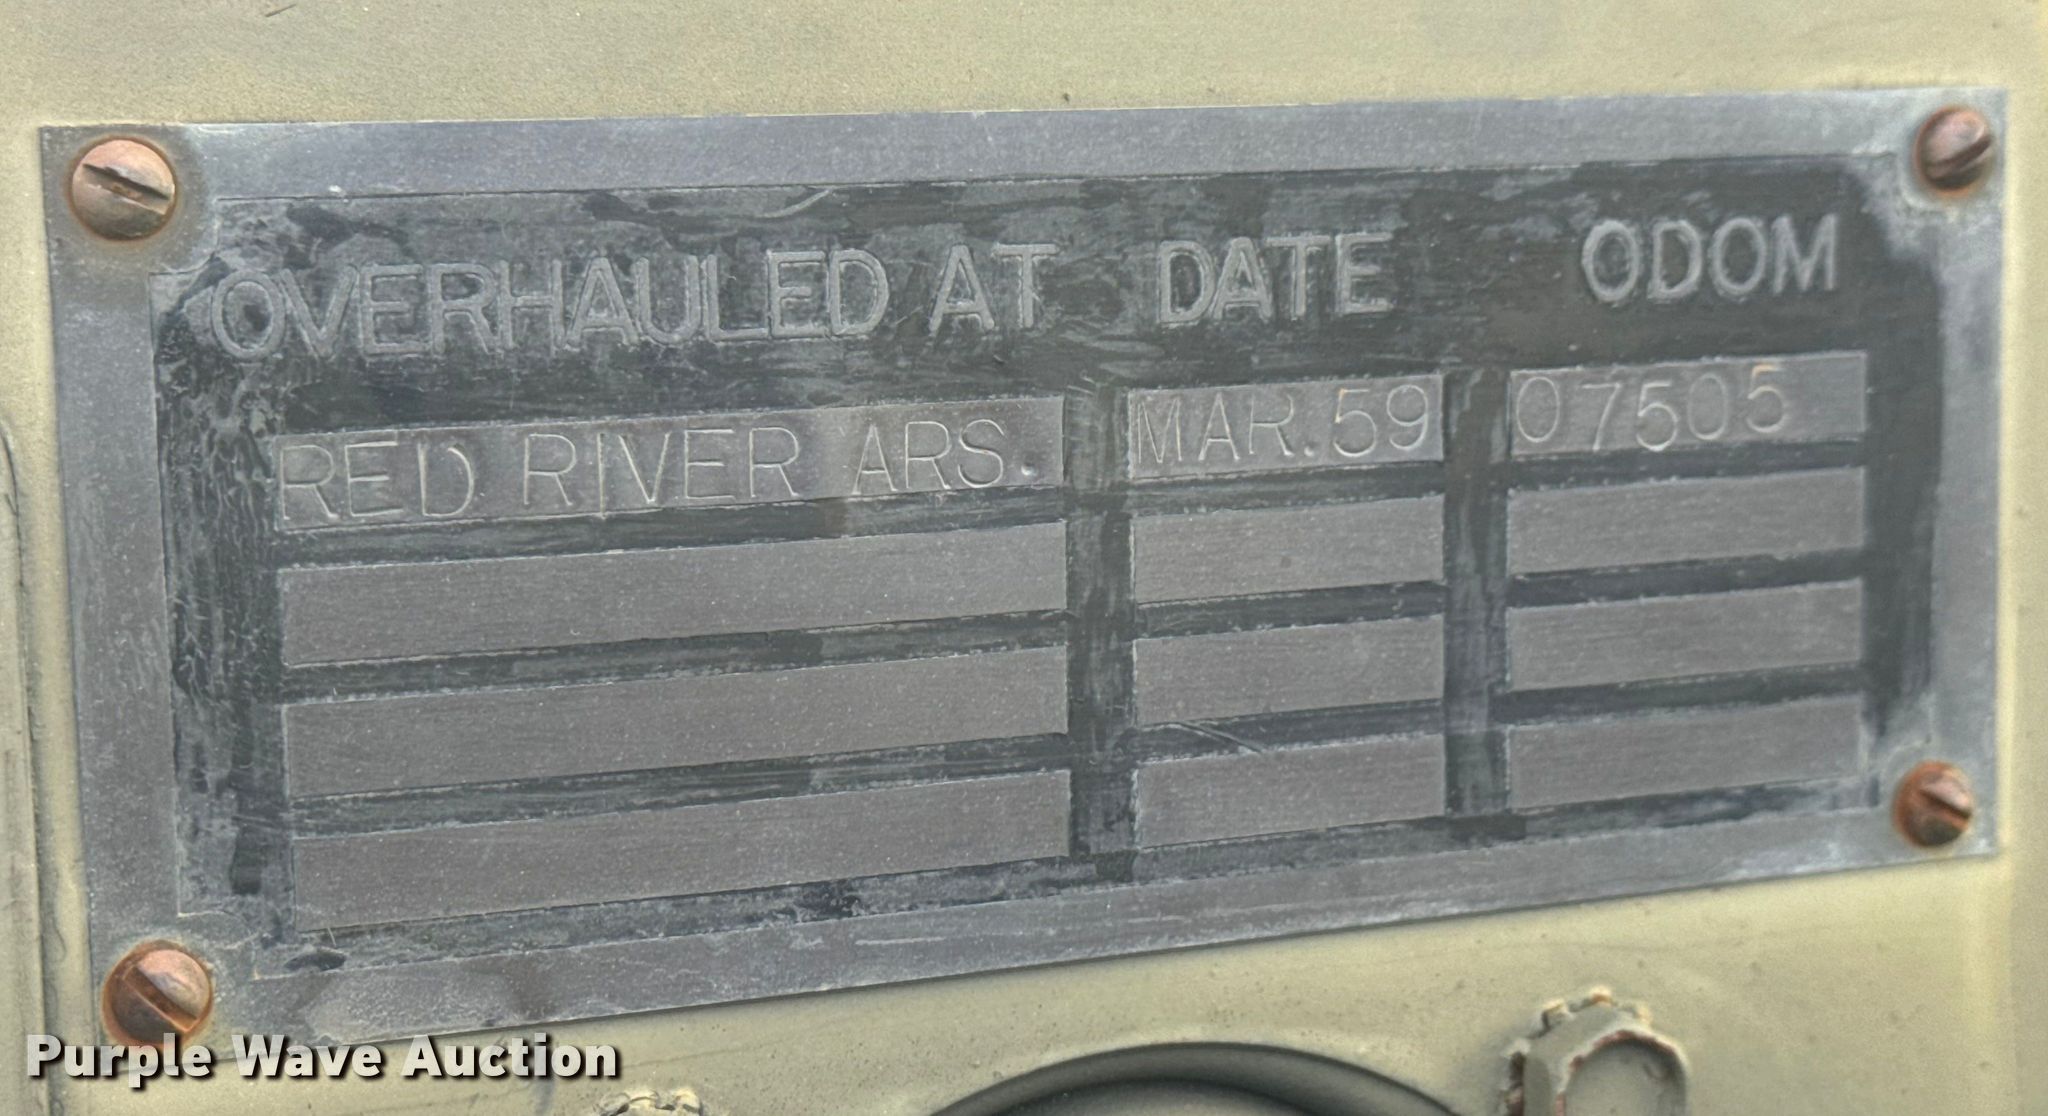 OVERHAULED AT DATE ODOM
RED RIVER ARS. MAR.59 07505
Purple Wave Auction